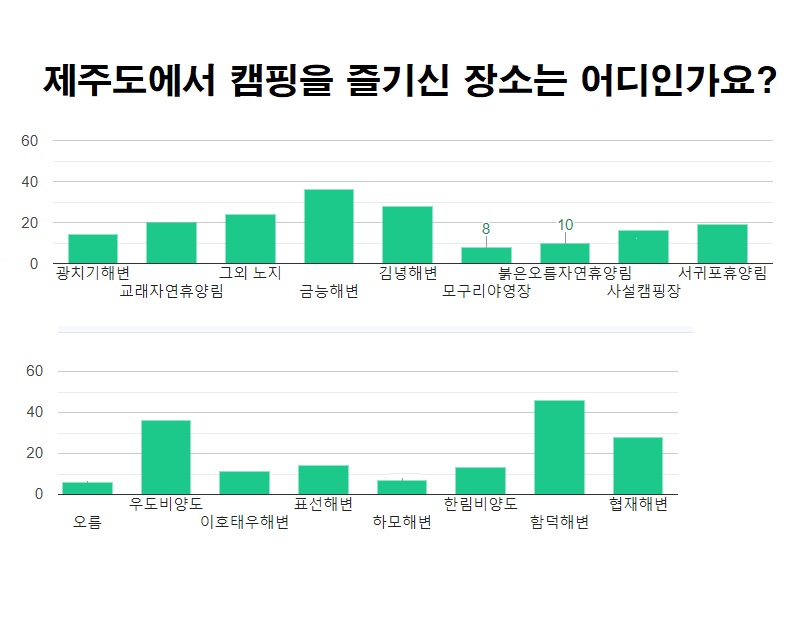 제주도에서 캠핑을 즐기신 장소는 어디인가요?
60
40
20
0
8
10
광치기해변
교래자연휴양림
그외 노지
금능해변
김녕해변
모구리야영장
붉은오름자연휴양림
사설캠핑장
서귀포휴양림
60
40
20
0
오름
우도비양도
이호태우해변
표선해변
하모해변
한림비양도
함덕해변
협재해변